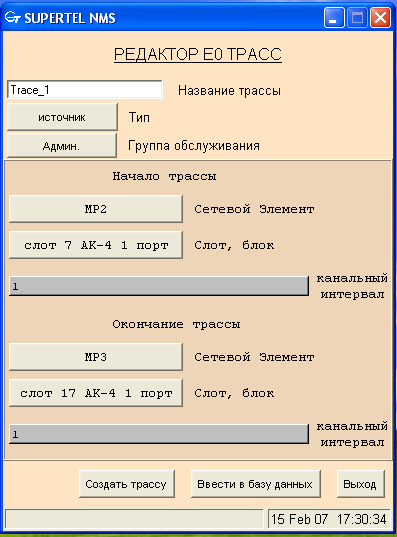 SUPERTEL NMS
РЕДАКТОР E0 ТРАСС
Trace_1 Название трассы
источник Тип
Админ. Группа обслуживания
Начало трассы
MP2 Сетевой Элемент
слот 7 АК-4 1 порт Слот, блок
1 канальный
интервал
Окончание трассы
MP3 Сетевой Элемент
слот 17 АК-4 1 порт Слот, блок
1 канальный
интервал
Создать трассу Ввести в базу данных Выход
15 Feb 07 17:30:34